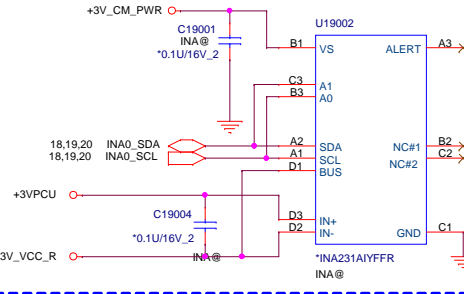 +3V_CM_PWR
U19002
C19001
INA@
*0.1U/16V_2
B1
VS
ALERT
A3
C3
A1
B3
A0
18,19,20 INA0_SDA
A2
SDA
NC#1
B2
18,19,20 INA0_SCL
A1
SCL
NC#2
C2
D1
BUS
+3VPCU
C19004
D3
IN+
*0.1U/16V_2
D2
IN-
GND
C1
3V_VCC_R
INA@
*INA231AIYFFR
INA@